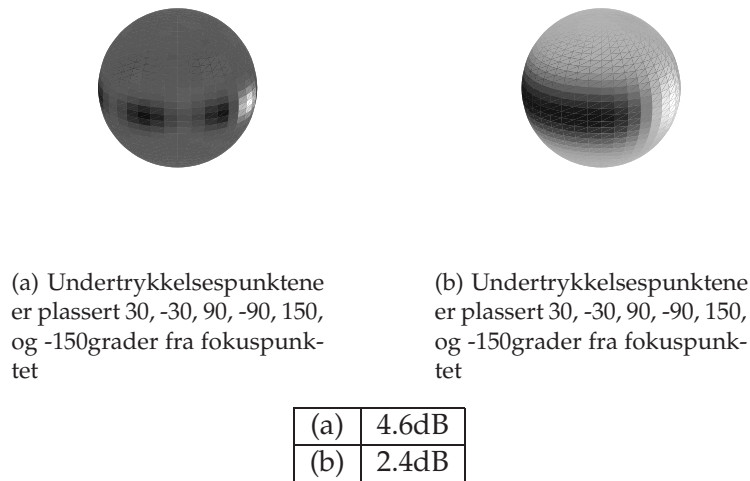 (a) Undertrykkelsespunktene
er plassert 30, -30, 90, -90, 150,
og -150grader fra fokuspunk-
tet
(b) Undertrykkelsespunktene
er plassert 30, -30, 90, -90, 150,
og -150grader fra fokuspunk-
tet
(a) 4.6dB
(b) 2.4dB